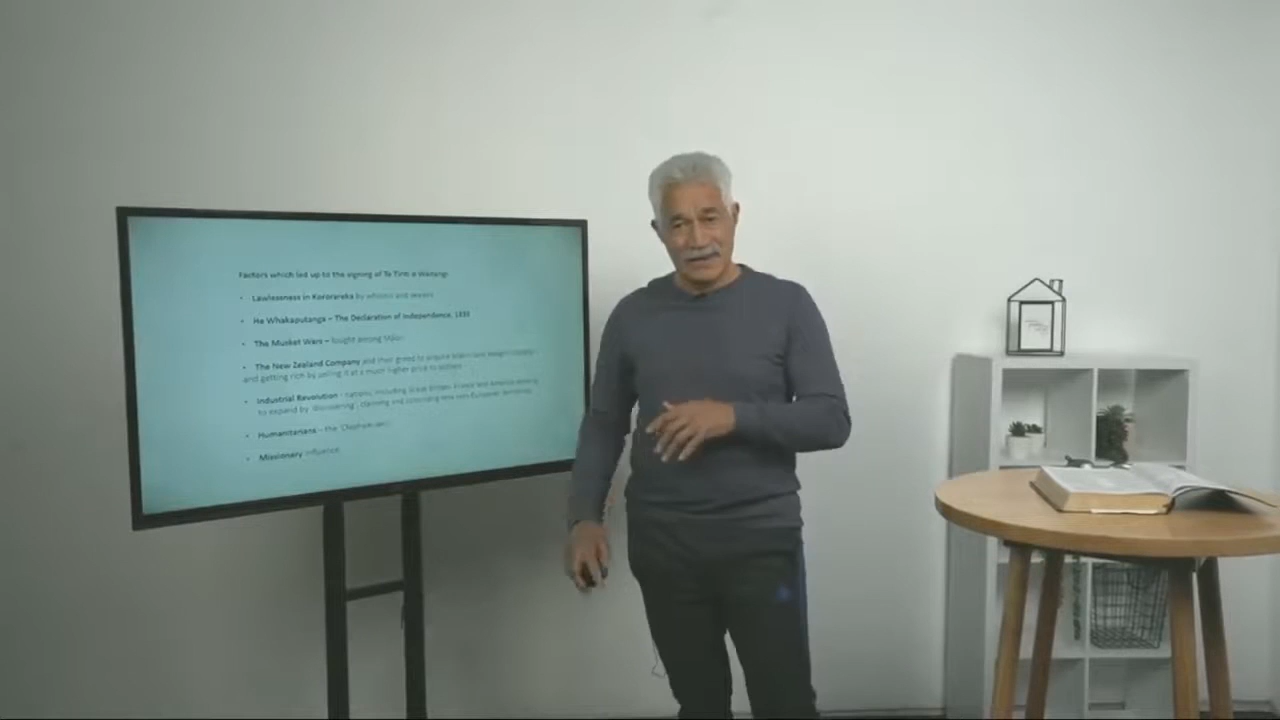 Factors which led up to the signing of Te Tiriti o Waitangi
• Lawlessness in Kororareka by whalers and sealers
• He Whakaputanga – The Declaration of Independence, 1835
• The Musket Wars – fought among Māori
• The New Zealand Company and their greed to acquire
and getting rich by selling it at a much higher price to settlers
• Industrial Revolution - nations, including Great Britain, France and America
to expand by 'discovering', claiming and colonising new non-European territories
• Humanitarians – the
• Missionary influence